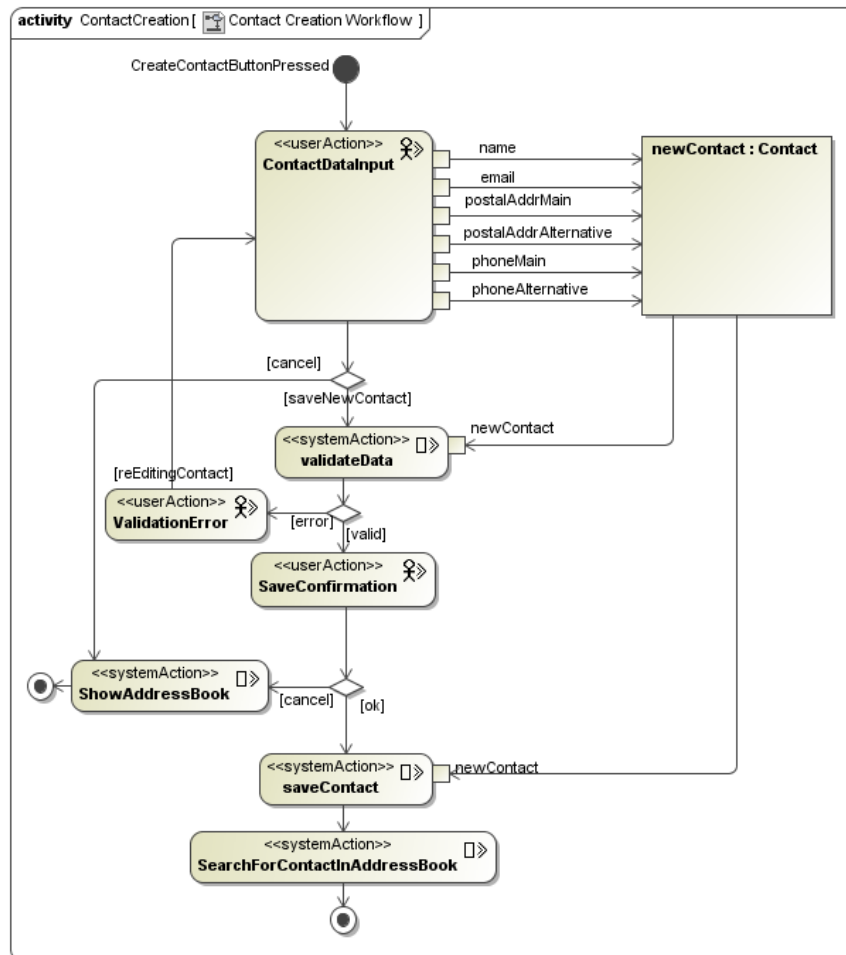 activity ContactCreation [ Contact Creation Workflow ]
CreateContactButtonPressed
<<userAction>>
ContactDataInput
name
email
postalAddrMain
postalAddrAlternative
phoneMain
phoneAlternative
newContact : Contact
[cancel]
[saveNewContact]
<<systemAction>>
validateData
newContact
[reEditingContact]
<<userAction>>
ValidationError
[error]
[valid]
<<userAction>>
SaveConfirmation
<<systemAction>>
ShowAddressBook
[cancel]
[ok]
<<systemAction>>
saveContact
newContact
<<systemAction>>
SearchForContactInAddressBook